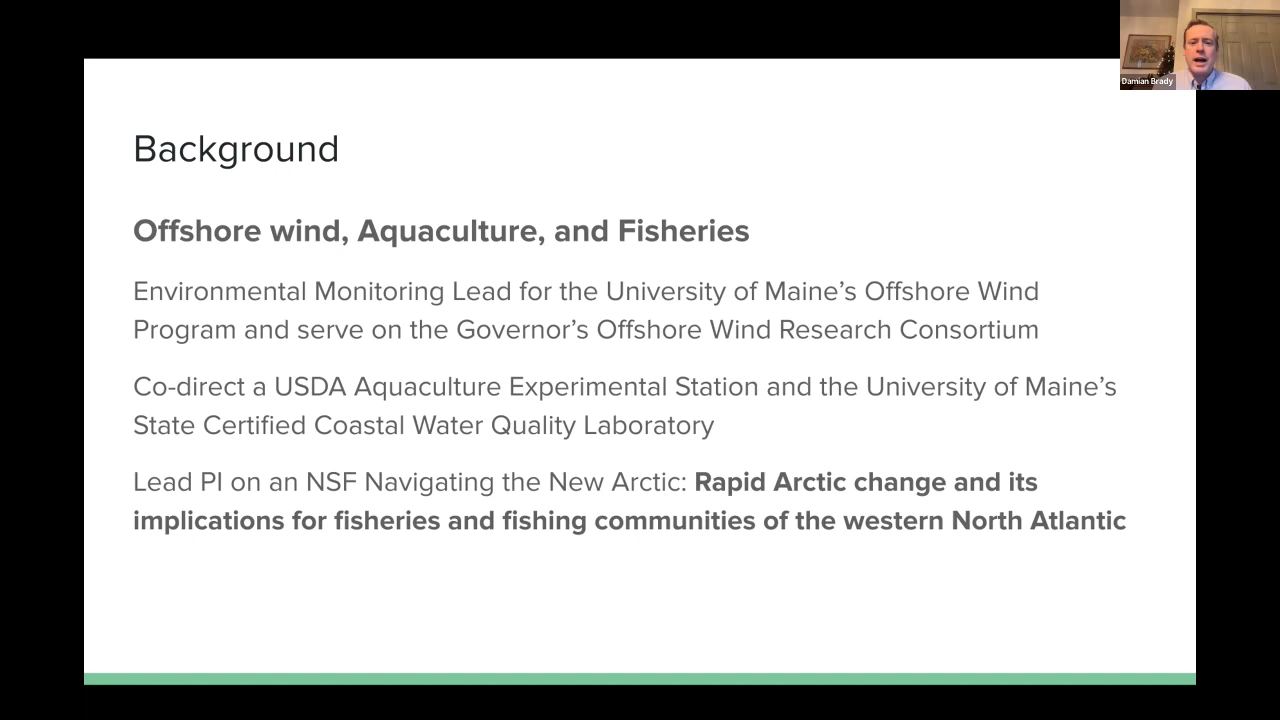 Damian Brady
Background
Offshore wind, Aquaculture, and Fisheries
Environmental Monitoring Lead for the University of Maine’s Offshore Wind
Program and serve on the Governor’s Offshore Wind Research Consortium
Co-direct a USDA Aquaculture Experimental Station and the University of Maine’s
State Certified Coastal Water Quality Laboratory
Lead PI on an NSF Navigating the New Arctic: Rapid Arctic change and its
implications for fisheries and fishing communities of the western North Atlantic